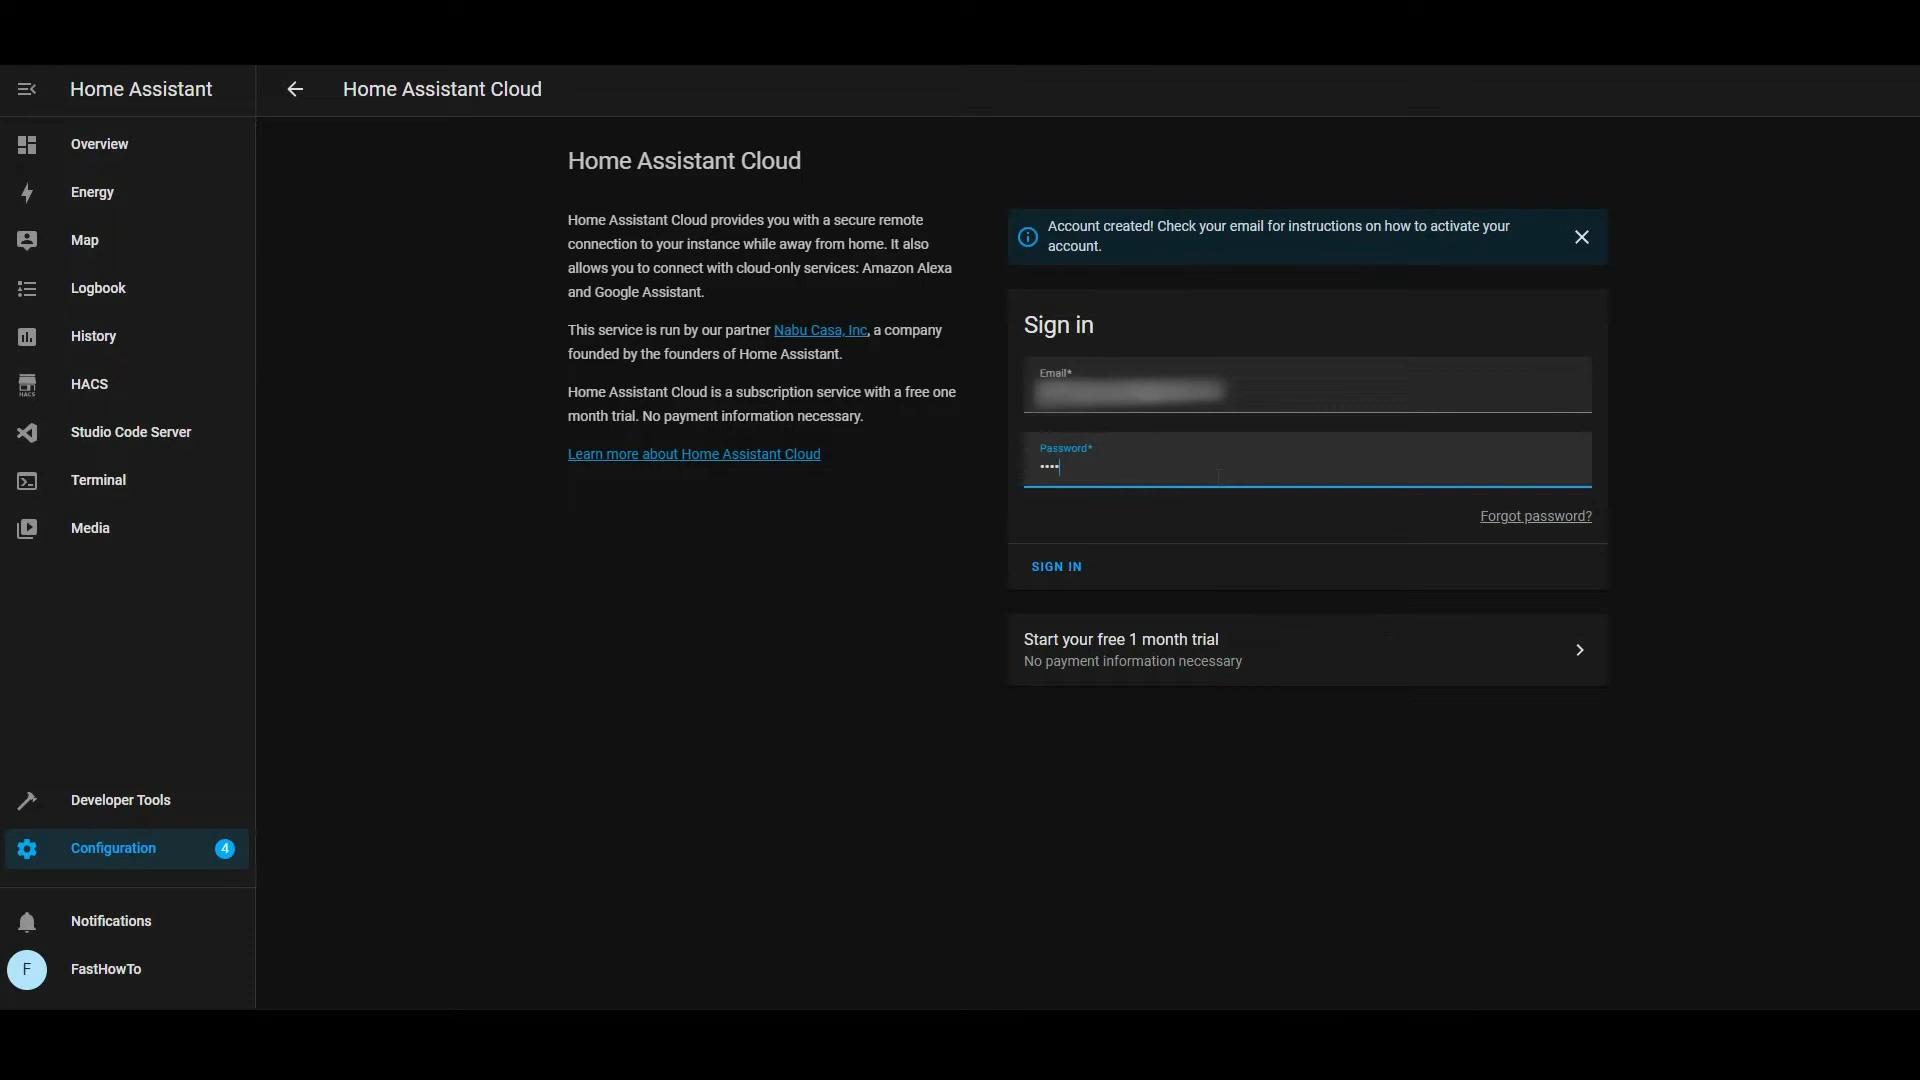 Home Assistant
Home Assistant Cloud
Overview
Energy
Map
Logbook
History
HACS
HACS
Studio Code Server
Terminal
Media
Developer Tools
Configuration
4
Notifications
F
FastHowTo
Home Assistant Cloud
Home Assistant Cloud provides you with a secure remote
connection to your instance while away from home. It also
allows you to connect with cloud-only services: Amazon Alexa
and Google Assistant.
This service is run by our partner Nabu Casa, Inc, a company
founded by the founders of Home Assistant.
Home Assistant Cloud is a subscription service with a free one
month trial. No payment information necessary.
Learn more about Home Assistant Cloud
Account created! Check your email for instructions on how to activate your
account.
Sign in
Email*
Password*
••••
Forgot password?
SIGN IN
Start your free 1 month trial
No payment information necessary